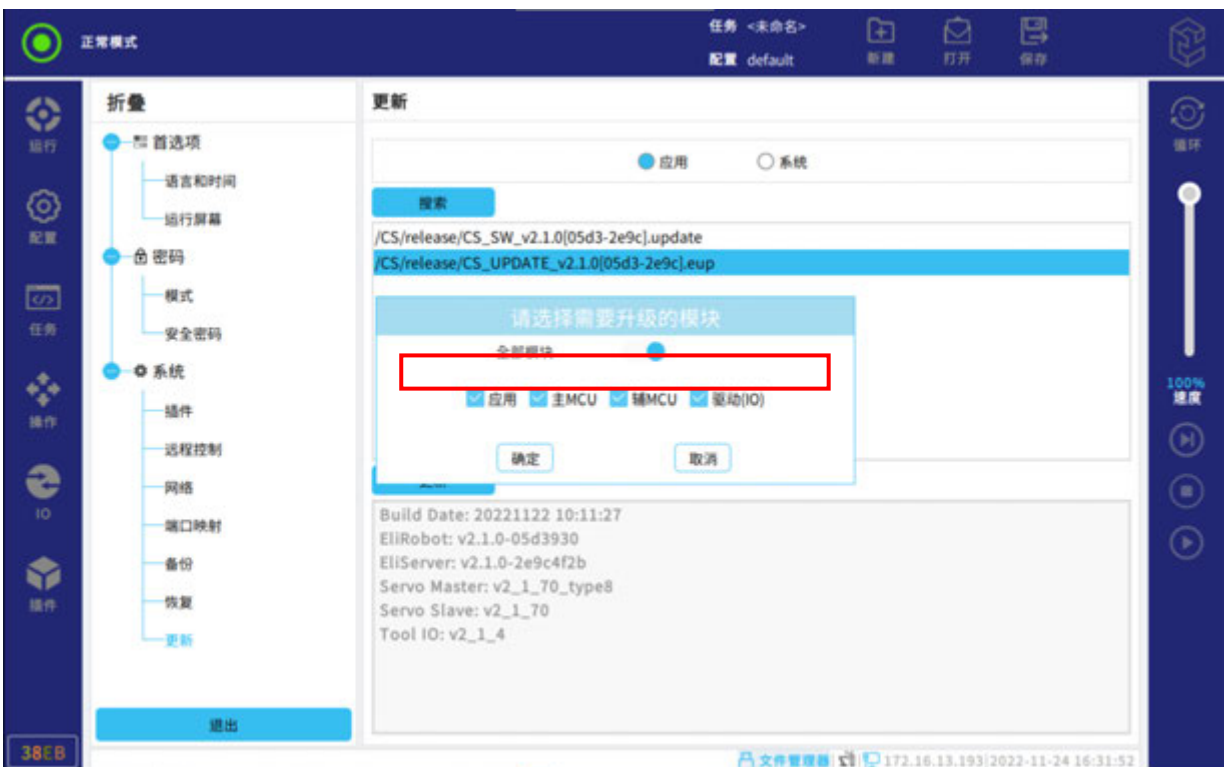 正常模式
任务 <未命名>
配置 default
新建
打开
保存
运行
配置
任务
操作
IO
插件
38EB
折叠
首选项
语言和时间
运行屏幕
密码
模式
安全密码
系统
插件
远程控制
网络
端口映射
备份
恢复
更新
退出
更新
应用 系统
搜索
/CS/release/CS_SW_v2.1.0[05d3-2e9c].update
/CS/release/CS_UPDATE_v2.1.0[05d3-2e9c].eup
请选择需要升级的模块
全部模块
应用 主MCU 辅MCU 驱动(IO)
确定 取消
更新
Build Date: 20221122 10:11:27
EliRobot: v2.1.0-05d3930
EliServer: v2.1.0-2e9c4f2b
Servo Master: v2_1_70_type8
Servo Slave: v2_1_70
Tool IO: v2_1_4
循环
100%
速度
文件管理器 172.16.13.193 2022-11-24 16:31:52